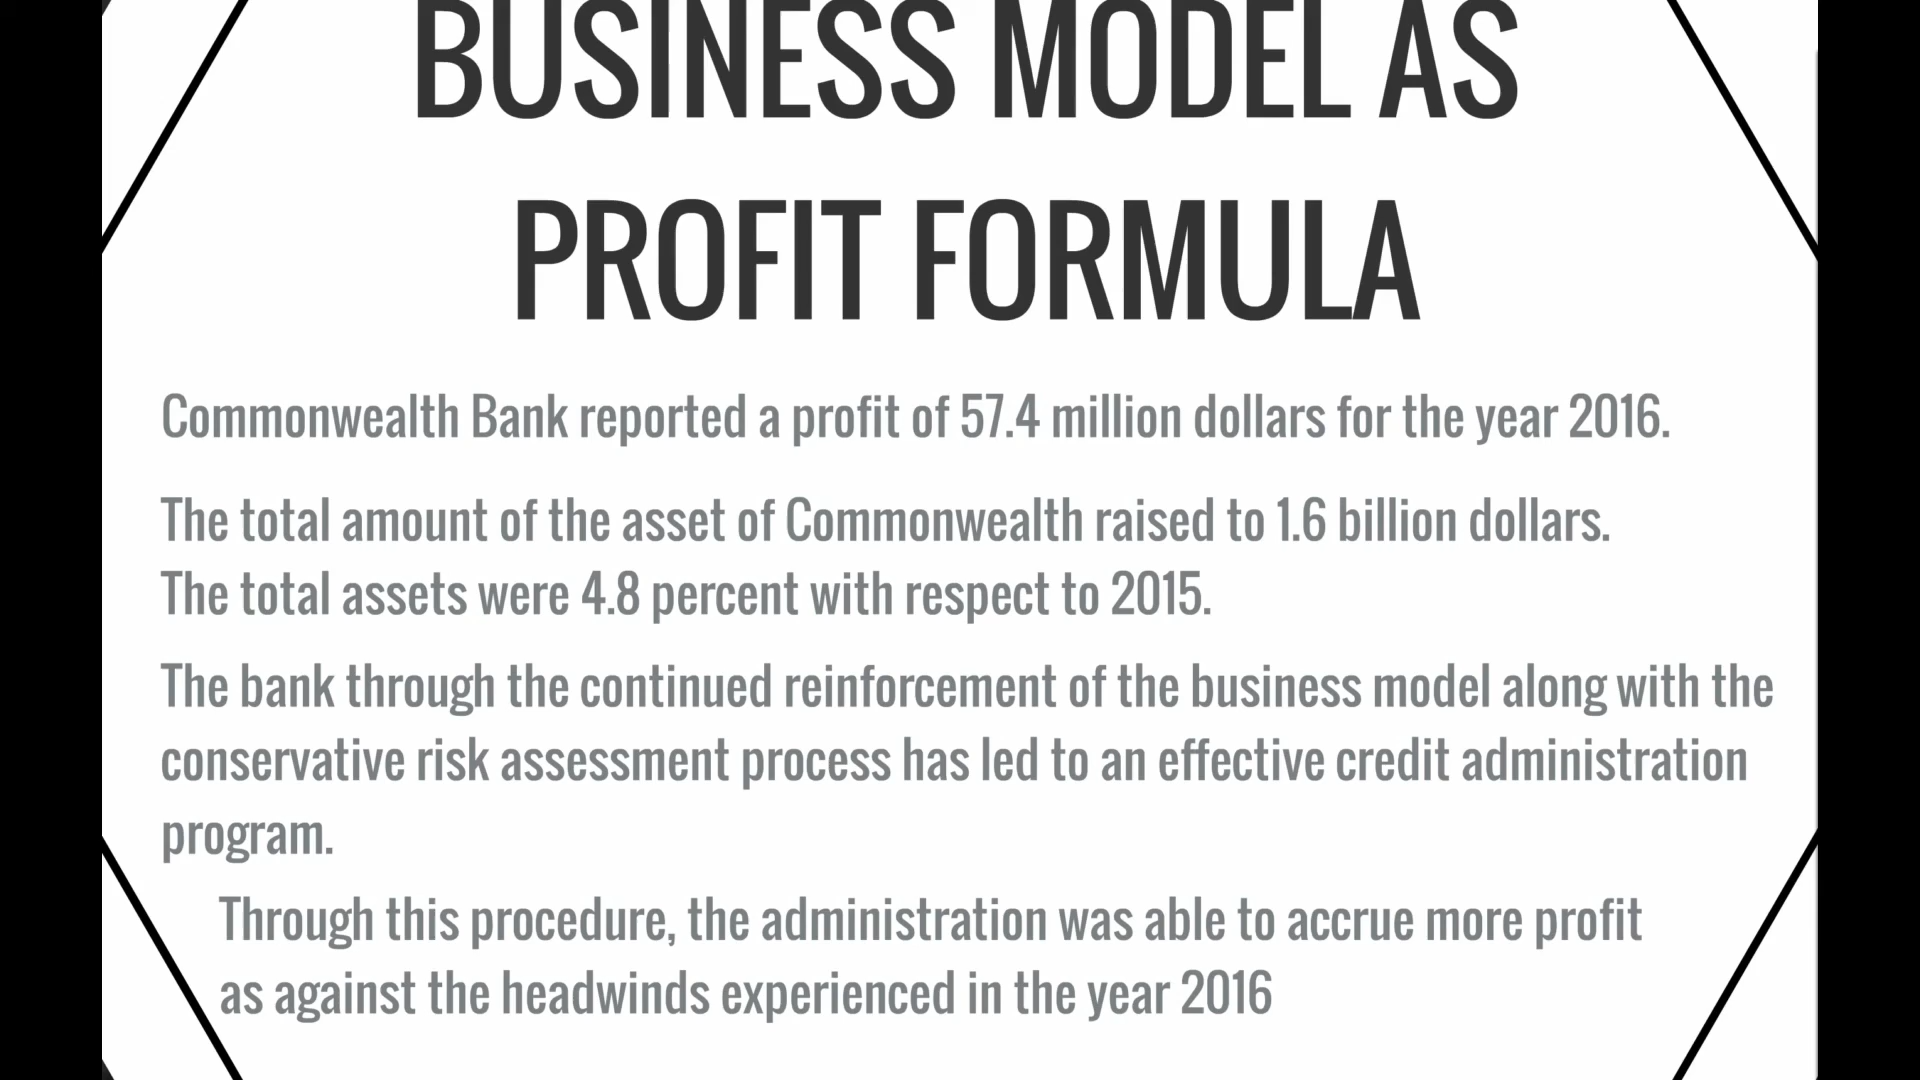 BUSINESS MODEL AS
PROFIT FORMULA
Commonwealth Bank reported a profit of 57.4 million dollars for the year 2016.
The total amount of the asset of Commonwealth raised to 1.6 billion dollars.
The total assets were 4.8 percent with respect to 2015.
The bank through the continued reinforcement of the business model along with the
conservative risk assessment process has led to an effective credit administration
program.
Through this procedure, the administration was able to accrue more profit
as against the headwinds experienced in the year 2016